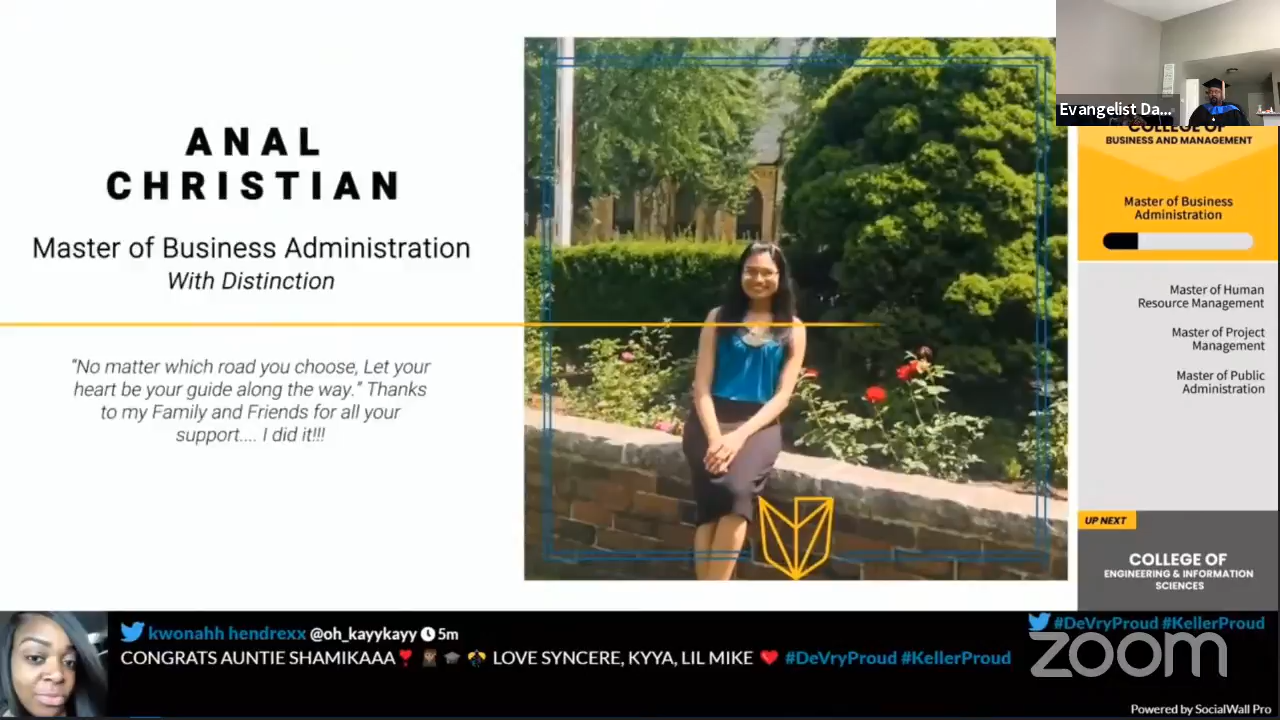 ANAL
CHRISTIAN
Master of Business Administration
With Distinction
"No matter which road you choose, Let your
heart be your guide along the way." Thanks
to my Family and Friends for all your
support.... I did it!!!
Evangelist Da...
COLLEGE OF
BUSINESS AND MANAGEMENT
Master of Business
Administration
Master of Human
Resource Management
Master of Project
Management
Master of Public
Administration
UP NEXT
COLLEGE OF
ENGINEERING & INFORMATION
SCIENCES
kwonahh hendrexx @oh_kayykayy 5m
CONGRATS AUNTIE SHAMIKAAA❣️ LOVE SYNCERE, KYYA, LIL MIKE ❤️ #DeVryProud #KellerProud
#DeVryProud #KellerProud
zoom
Powered by SocialWall Pro